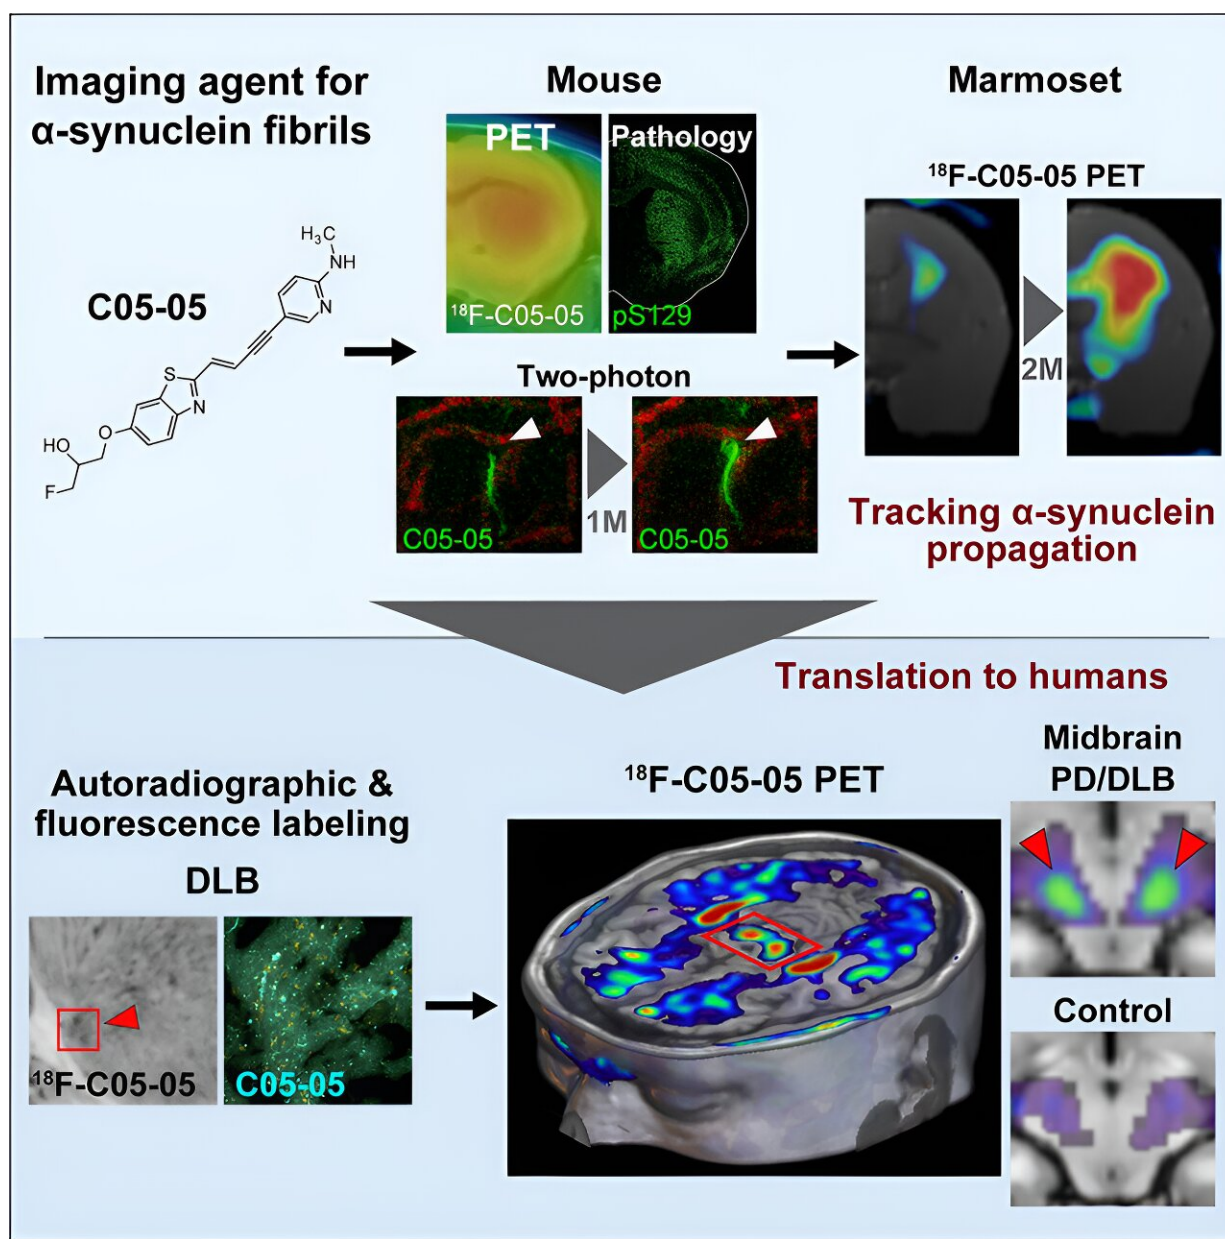 Imaging agent for
α-synuclein fibrils
C05-05
H₃C
NH
N
S
N
O
HO
F
Mouse
PET
¹⁸F-C05-05
Pathology
pS129
Two-photon
C05-05
1M
C05-05
Marmoset
¹⁸F-C05-05 PET
2M
Tracking α-synuclein
propagation
Translation to humans
Autoradiographic &
fluorescence labeling
DLB
¹⁸F-C05-05
C05-05
¹⁸F-C05-05 PET
Midbrain
PD/DLB
Control